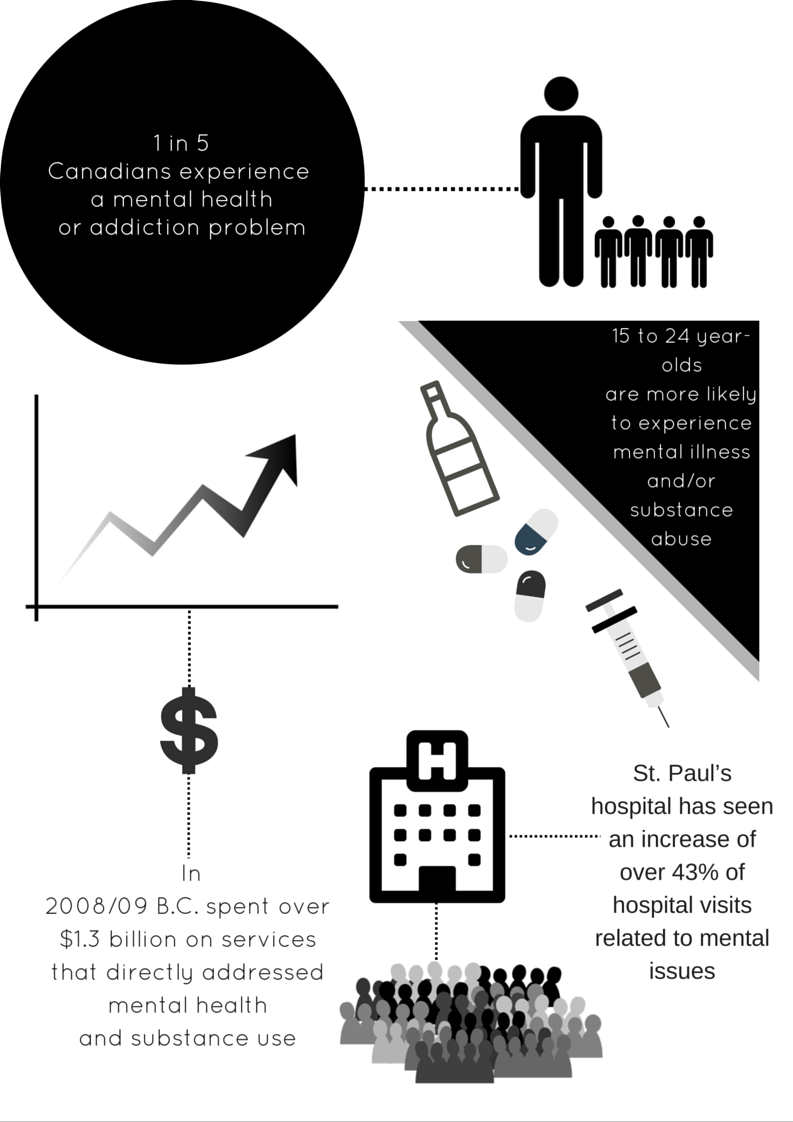 1 in 5
Canadians experience
a mental health
or addiction problem
15 to 24 year-
olds
are more likely
to experience
mental illness
and/or
substance
abuse
$
H
St. Paul's
hospital has seen
an increase of
over 43% of
hospital visits
related to mental
issues
In
2008/09 B.C. spent over
$1.3 billion on services
that directly addressed
mental health
and substance use